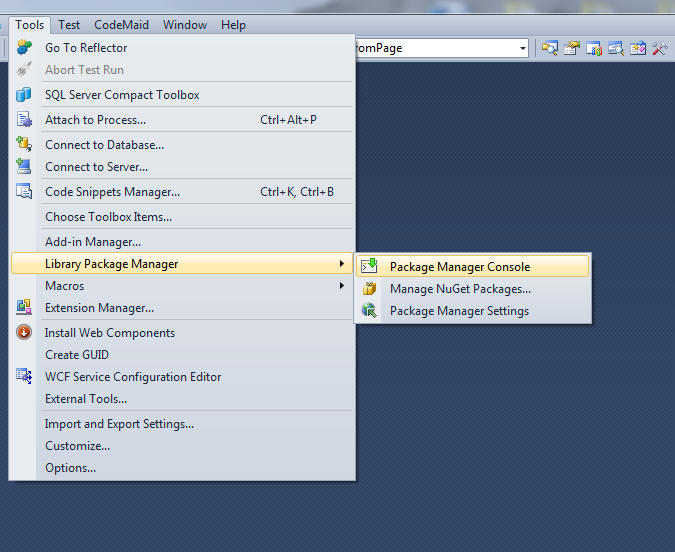 Tools Test CodeMaid Window Help
Go To Reflector
romPage
Abort Test Run
SQL Server Compact Toolbox
Attach to Process... Ctrl+Alt+P
Connect to Database...
Connect to Server...
Code Snippets Manager... Ctrl+K, Ctrl+B
Choose Toolbox Items...
Add-in Manager...
Library Package Manager
Package Manager Console
Manage NuGet Packages...
Package Manager Settings
Macros
Extension Manager...
Install Web Components
Create GUID
WCF Service Configuration Editor
External Tools...
Import and Export Settings...
Customize...
Options...